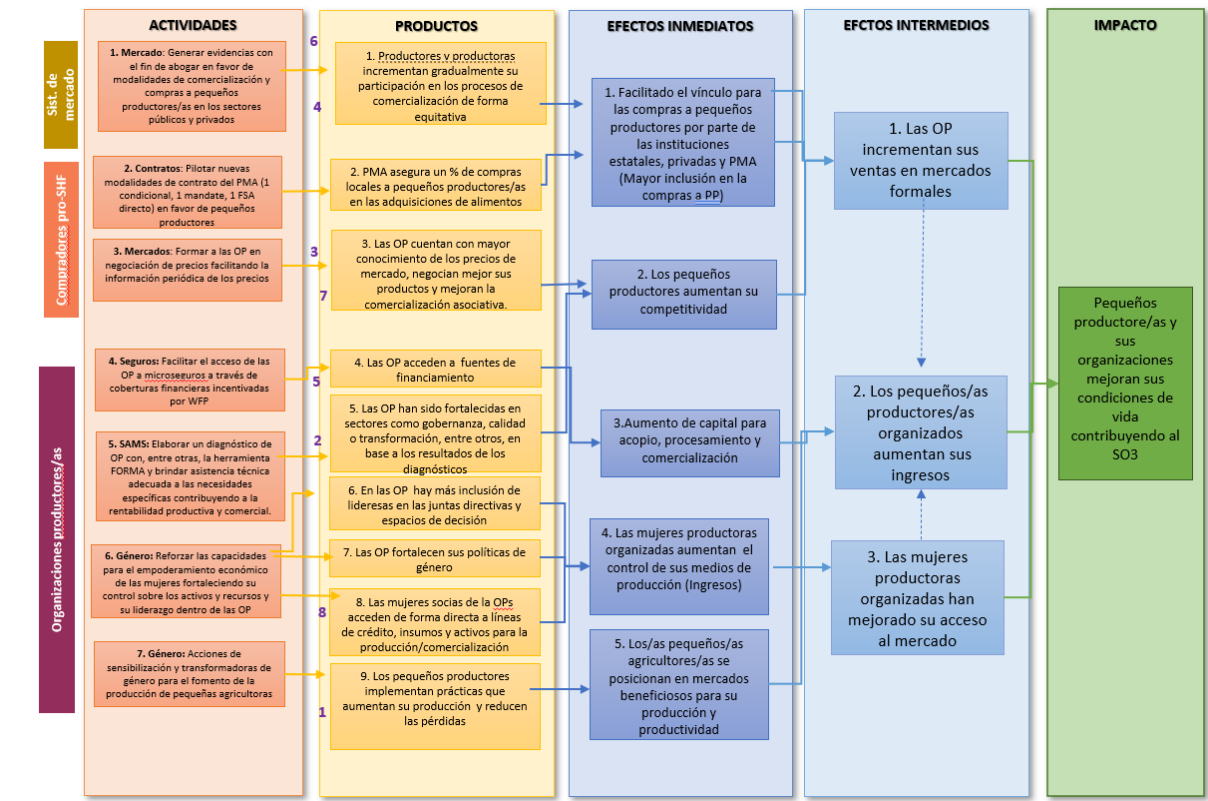 ACTIVIDADES
PRODUCTOS
EFECTOS INMEDIATOS
EFCTOS INTERMEDIOS
IMPACTO
Sist. de
mercado
Compradores pro-SHF
Organizaciones productores/as
1. Mercado: Generar evidencias con
el fin de abogar en favor de
modalidades de comercialización y
compras a pequeños
productores/as en los sectores
públicos y privados
2. Contratos: Pilotar nuevas
modalidades de contrato del PMA (1
condicional, 1 mandate, 1 FSA
directo) en favor de pequeños
productores
3. Mercados: Formar a las OP en
negociación de precios facilitando la
información periódica de los precios
4. Seguros: Facilitar el acceso de las
OP a microseguros a través de
coberturas financieras incentivadas
por WFP
5. SAMS: Elaborar un diagnóstico de
OP con, entre otras, la herramienta
FORMA y brindar asistencia técnica
adecuada a las necesidades
específicas contribuyendo a la
rentabilidad productiva y comercial.
6. Género: Reforzar las capacidades
para el empoderamiento económico
de las mujeres fortaleciendo su
control sobre los activos y recursos y
su liderazgo dentro de las OP
7. Género: Acciones de
sensibilización y transformadoras de
género para el fomento de la
producción de pequeñas agricultoras
6
4
3
7
5
2
8
1
1. Productores y productoras
incrementan gradualmente su
participación en los procesos de
comercialización de forma
equitativa
2. PMA asegura un % de compras
locales a pequeños productores/as
en las adquisiciones de alimentos
3. Las OP cuentan con mayor
conocimiento de los precios de
mercado, negocian mejor sus
productos y mejoran la
comercialización asociativa.
4. Las OP acceden a fuentes de
financiamiento
5. Las OP han sido fortalecidas en
sectores como gobernanza, calidad
o transformación, entre otros, en
base a los resultados de los
diagnósticos
6. En las OP hay más inclusión de
lideresas en las juntas directivas y
espacios de decisión
7. Las OP fortalecen sus políticas de
género
8. Las mujeres socias de la OPs
acceden de forma directa a líneas
de crédito, insumos y activos para la
producción/comercialización
9. Los pequeños productores
implementan prácticas que
aumentan su producción y reducen
las pérdidas
1. Facilitado el vínculo para
las compras a pequeños
productores por parte de
las instituciones
estatales, privadas y PMA
(Mayor inclusión en la
compras a PP)
2. Los pequeños
productores aumentan su
competitividad
3.Aumento de capital para
acopio, procesamiento y
comercialización
4. Las mujeres productoras
organizadas aumentan el
control de sus medios de
producción (Ingresos)
5. Los/as pequeños/as
agricultores/as se
posicionan en mercados
beneficiosos para su
producción y
productividad
1. Las OP
incrementan sus
ventas en mercados
formales
2. Los pequeños/as
productores/as
organizados
aumentan sus
ingresos
3. Las mujeres
productoras
organizadas han
mejorado su acceso
al mercado
Pequeños
productore/as y
sus
organizaciones
mejoran sus
condiciones de
vida
contribuyendo al
SO3